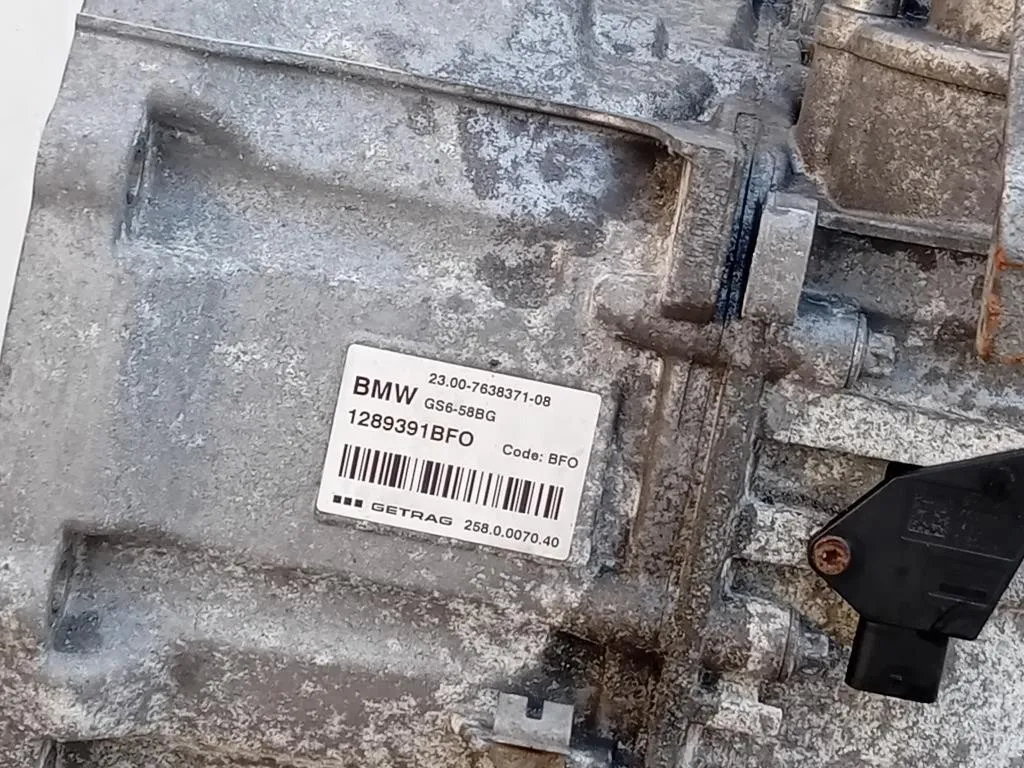 BMW 23.00-7638371-08
GS6-58BG
1289391BFO Code: BFO
GETRAG 258.0.0070.40